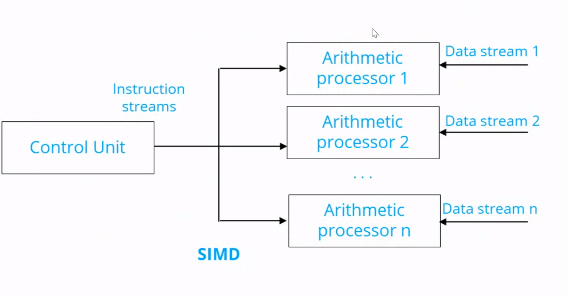 Arithmetic
processor 1
Data stream 1
Instruction
streams
Control Unit
Arithmetic
processor 2
Data stream 2
...
Arithmetic
processor n
Data stream n
SIMD